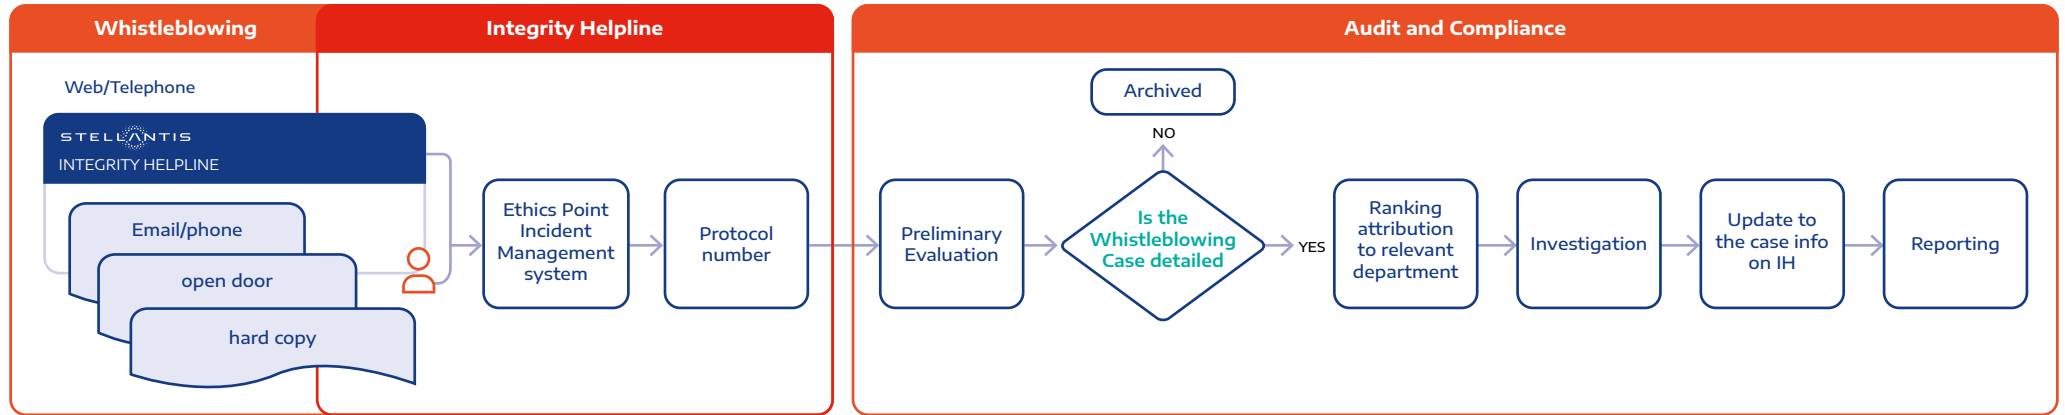 Whistleblowing
Integrity Helpline
Audit and Compliance
Web/Telephone
STELLANTIS
INTEGRITY HELPLINE
Email/phone
open door
hard copy
Ethics Point
Incident
Management
system
Protocol
number
Preliminary
Evaluation
Archived
NO
Is the
Whistleblowing
Case detailed
YES
Ranking
attribution
to relevant
department
Investigation
Update to
the case info
on IH
Reporting